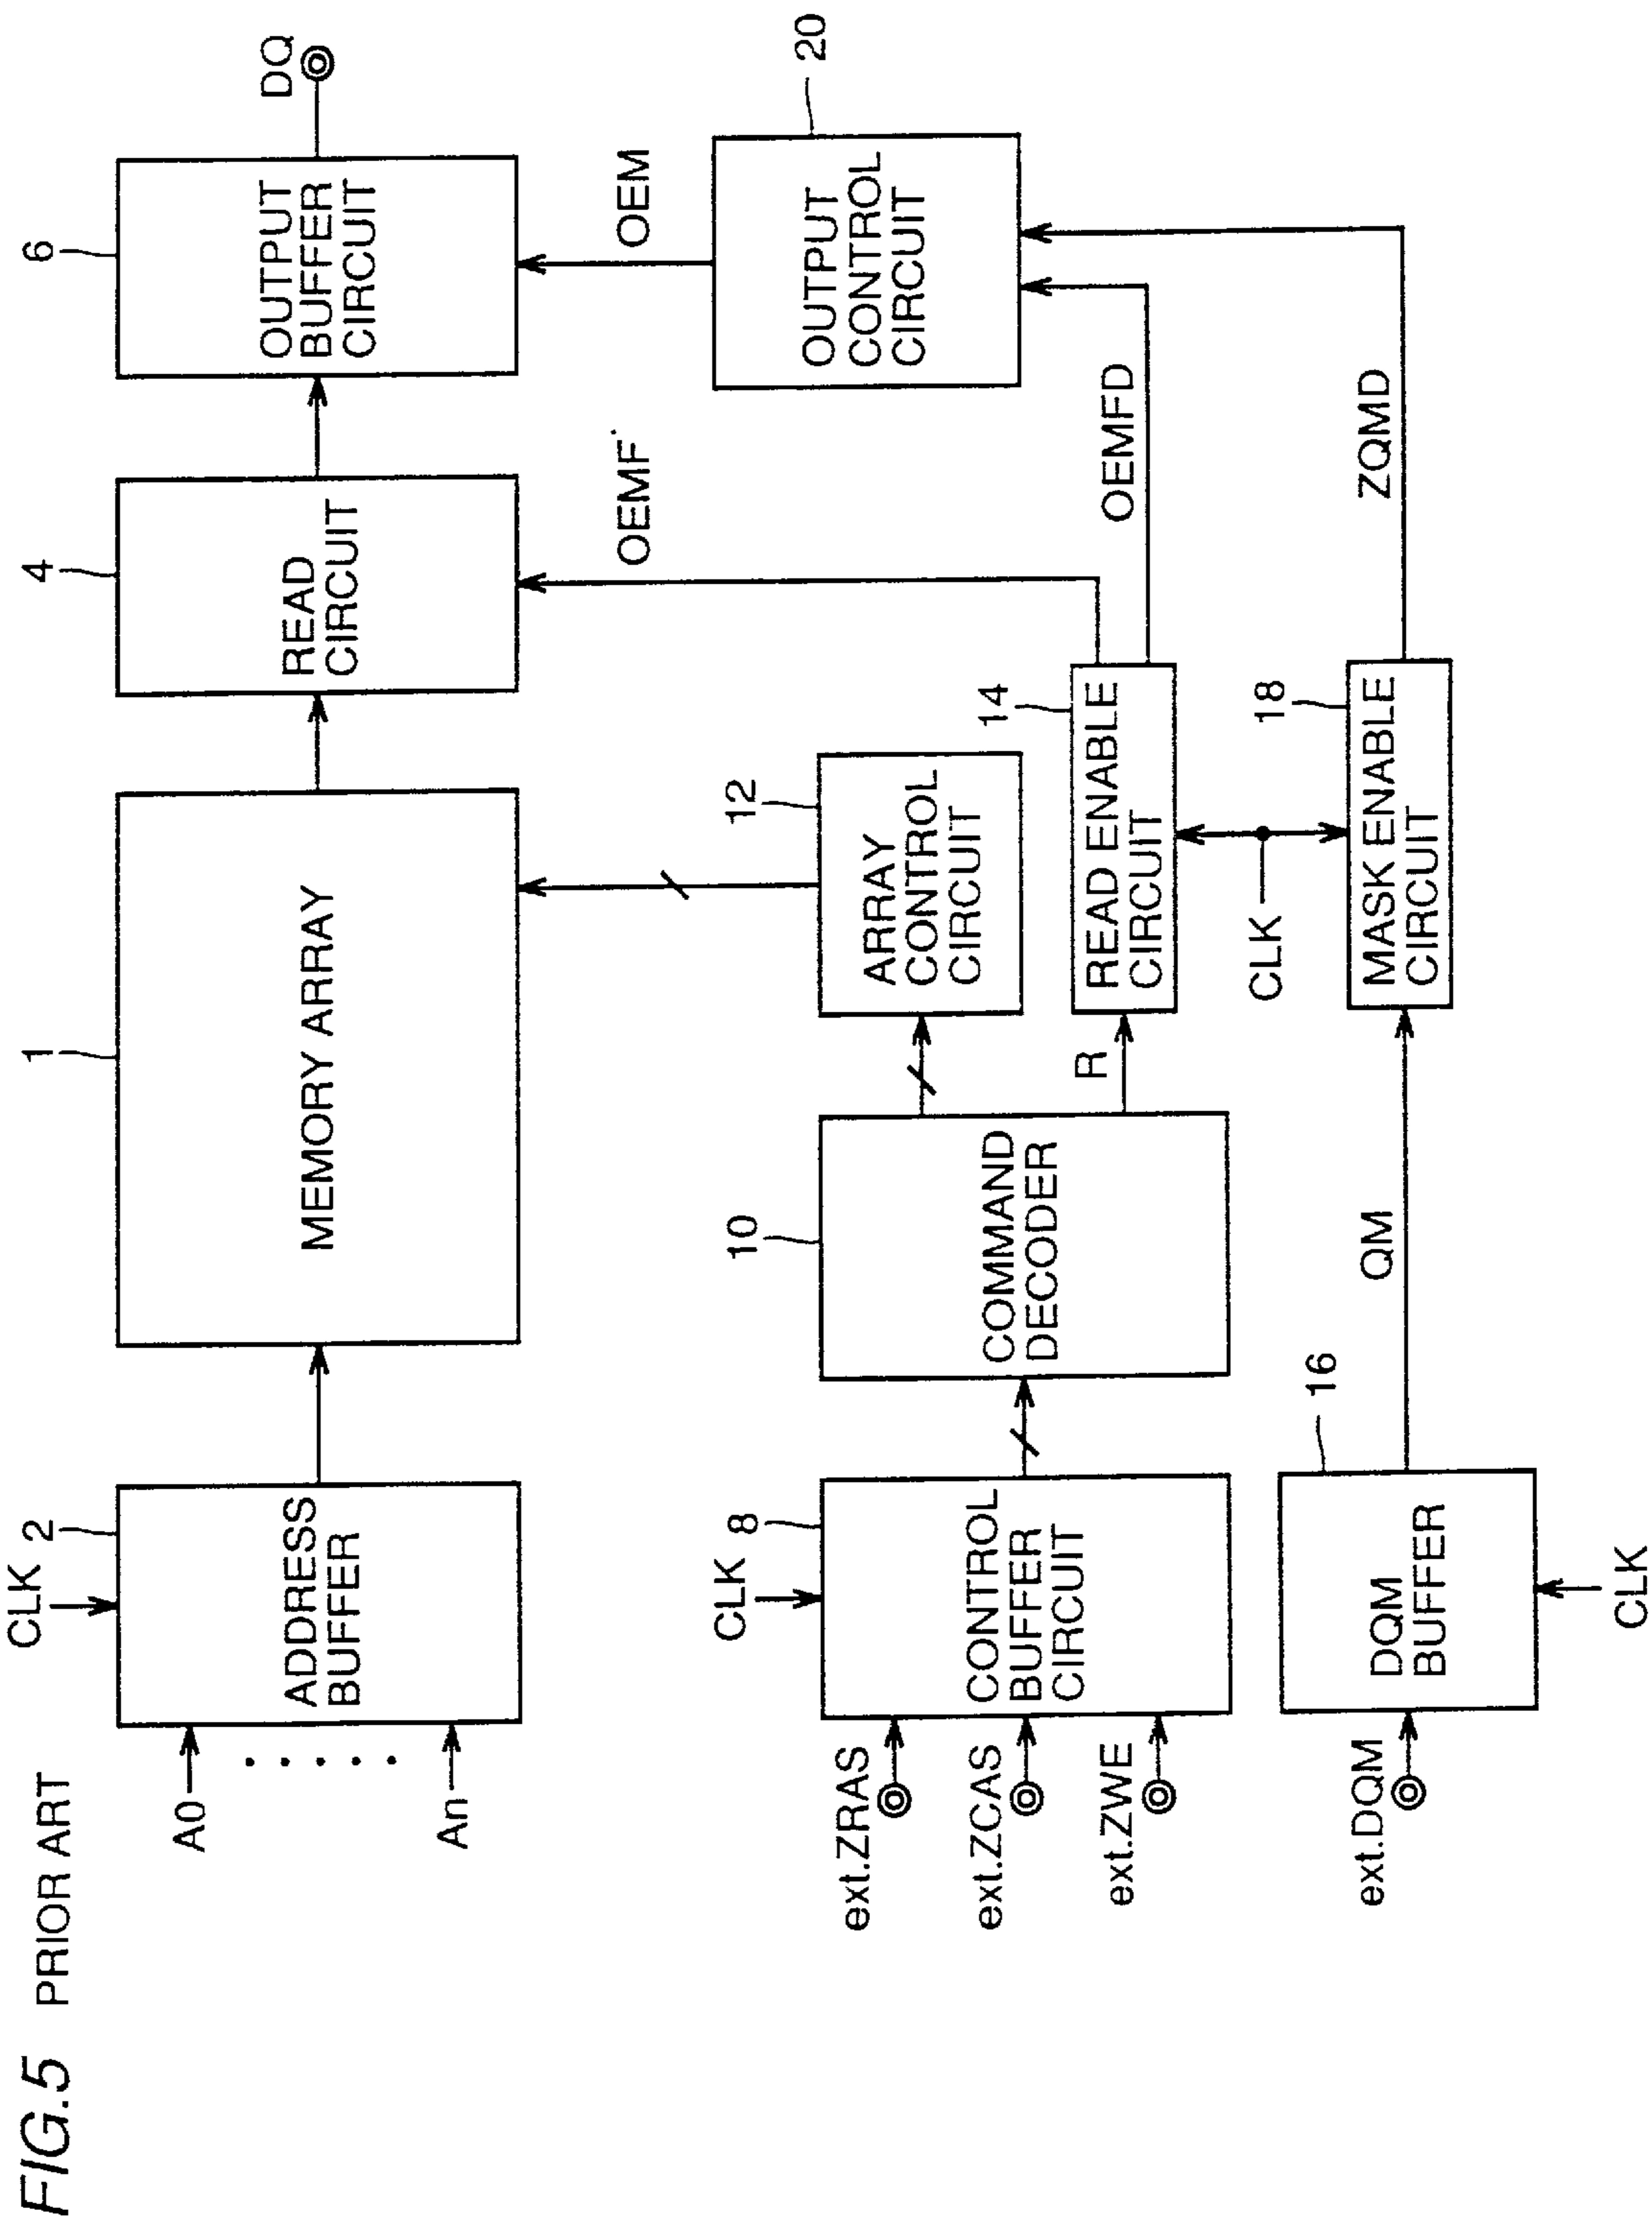 FIG.5 PRIOR ART
CLK
2
1
4
6
A0
An
ADDRESS
BUFFER
MEMORY ARRAY
READ
CIRCUIT
OUTPUT
BUFFER
CIRCUIT
DQ
OEMF
OEM
CLK
8
10
12
20
ext.ZRAS
ext.ZCAS
ext.ZWE
CONTROL
BUFFER
CIRCUIT
COMMAND
DECODER
ARRAY
CONTROL
CIRCUIT
OUTPUT
CONTROL
CIRCUIT
R
14
READ ENABLE
CIRCUIT
OEMFD
CLK
16
18
ext.DQM
DQM
BUFFER
QM
MASK ENABLE
CIRCUIT
ZQMD
CLK